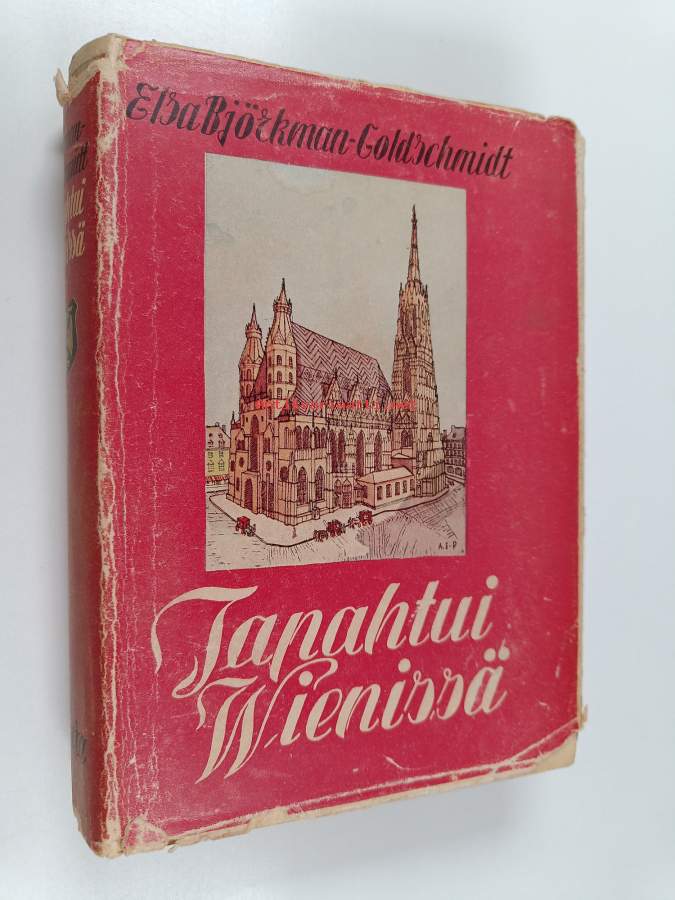 Elsa Björkman-Goldschmidt
A.E-P
Tapahtui
Wienissä